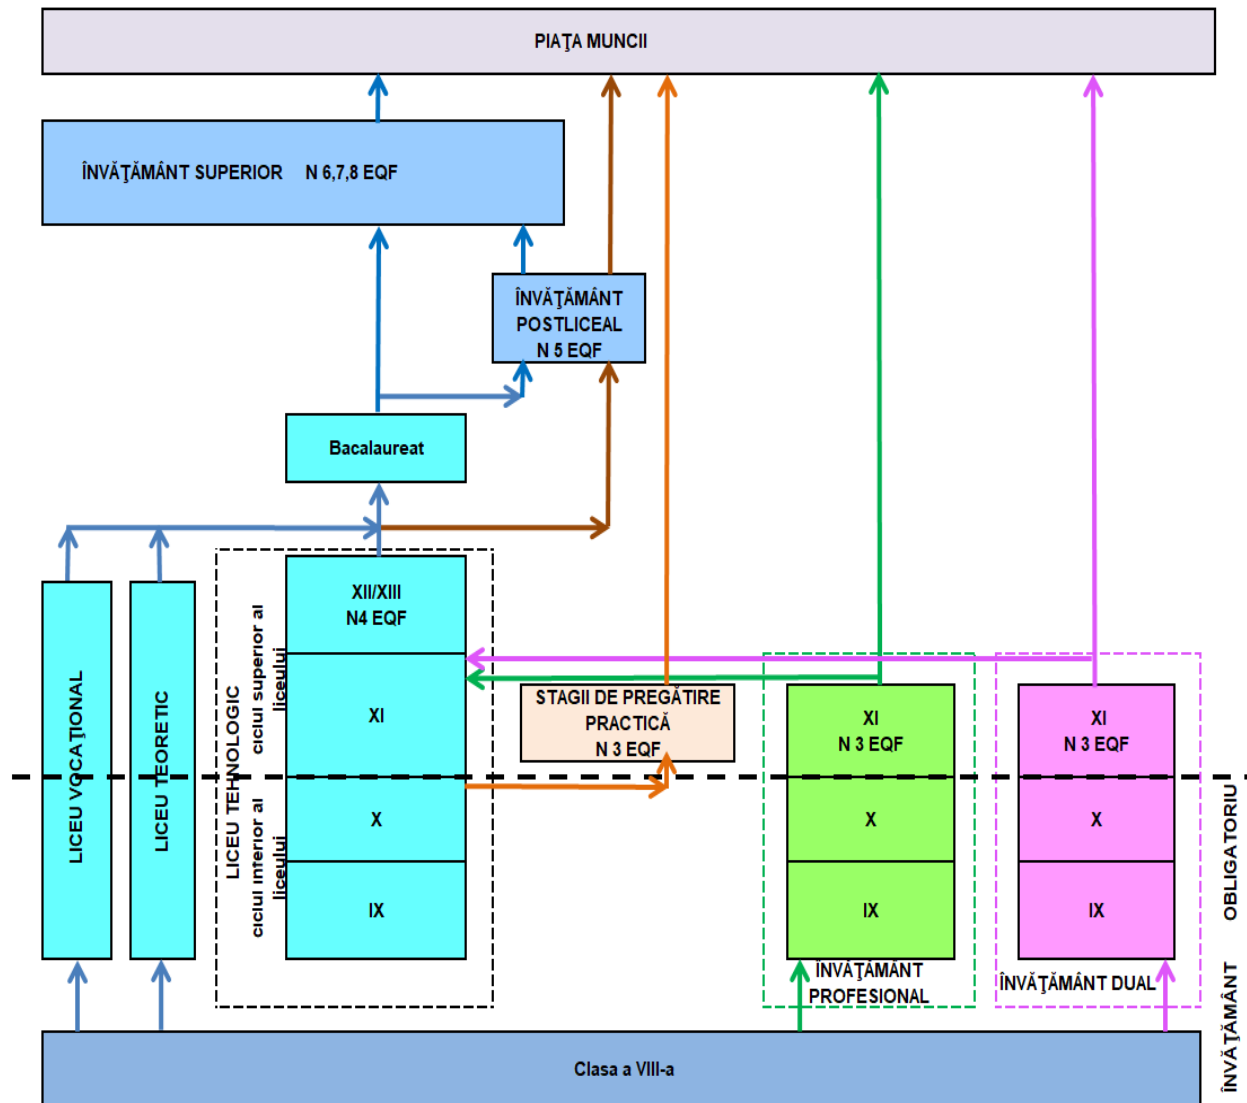 PIAŢA MUNCII
ÎNVĂŢĂMÂNT SUPERIOR N 6,7,8 EQF
ÎNVĂŢĂMÂNT
POSTLICEAL
N 5 EQF
Bacalaureat
LICEU VOCAŢIONAL
LICEU TEORETIC
LICEU TEHNOLOGIC
ciclul superior al
liceului
ciclul inferior al
liceului
XII/XIII
N4 EQF
XI
X
IX
STAGII DE PREGĂTIRE
PRACTICĂ
N 3 EQF
XI
N 3 EQF
X
IX
ÎNVĂŢĂMÂNT
PROFESIONAL
XI
N 3 EQF
X
IX
ÎNVĂŢĂMÂNT DUAL
ÎNVĂŢĂMÂNT OBLIGATORIU
Clasa a VIII-a